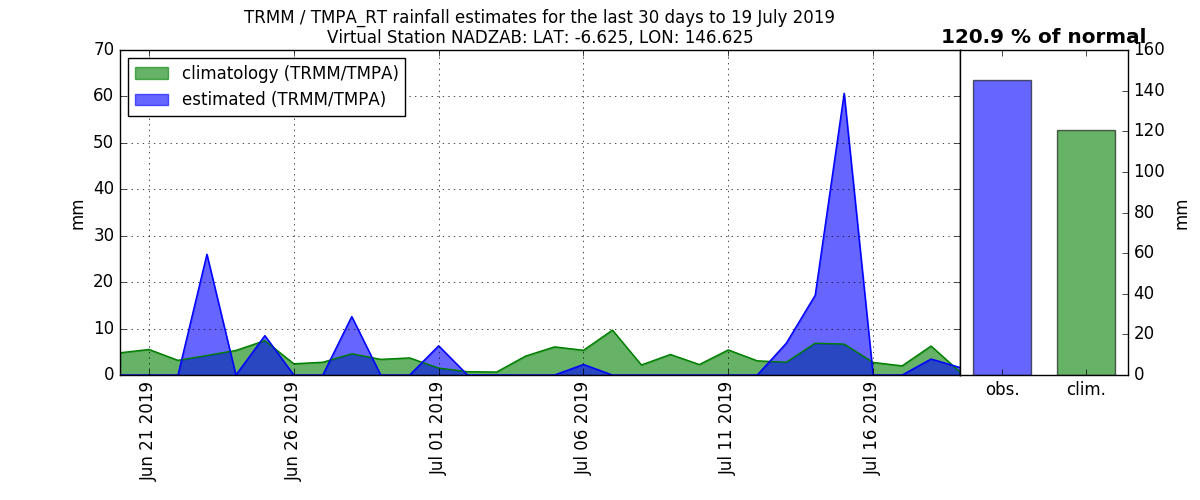 TRMM / TMPA_RT rainfall estimates for the last 30 days to 19 July 2019
Virtual Station NADZAB: LAT: -6.625, LON: 146.625
120.9 % of normal
climatology (TRMM/TMPA)
estimated (TRMM/TMPA)
70
60
50
40
30
20
10
0
mm
Jun 21 2019
Jun 26 2019
Jul 01 2019
Jul 06 2019
Jul 11 2019
Jul 16 2019
160
140
120
100
80
60
40
20
0
mm
obs.
clim.